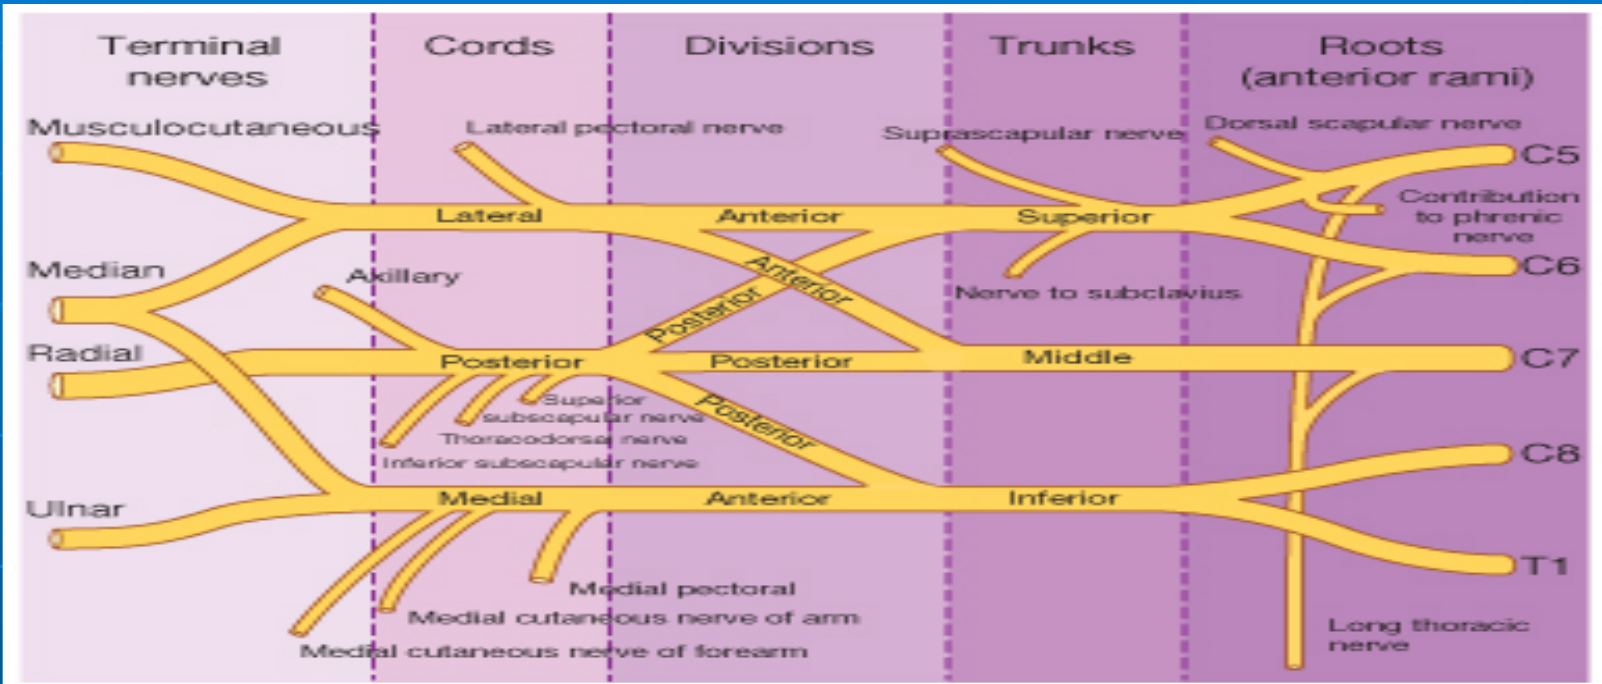 Terminal
nerves
Cords
Divisions
Trunks
Roots
(anterior rami)
Musculocutaneous
Lateral pectoral nerve
Suprascapular nerve
Dorsal scapular nerve
C5
Contribution
to phrenic
nerve
Lateral
Anterior
Superior
Median
Axillary
Anterior
Posterior
Nerve to subclavius
C6
Radial
Posterior
Posterior
Middle
C7
Superior
subscapular nerve
Thoracodorsal nerve
Inferior subscapular nerve
Posterior
C8
Ulnar
Medial
Anterior
Inferior
T1
Medial pectoral
Medial cutaneous nerve of arm
Medial cutaneous nerve of forearm
Long thoracic
nerve